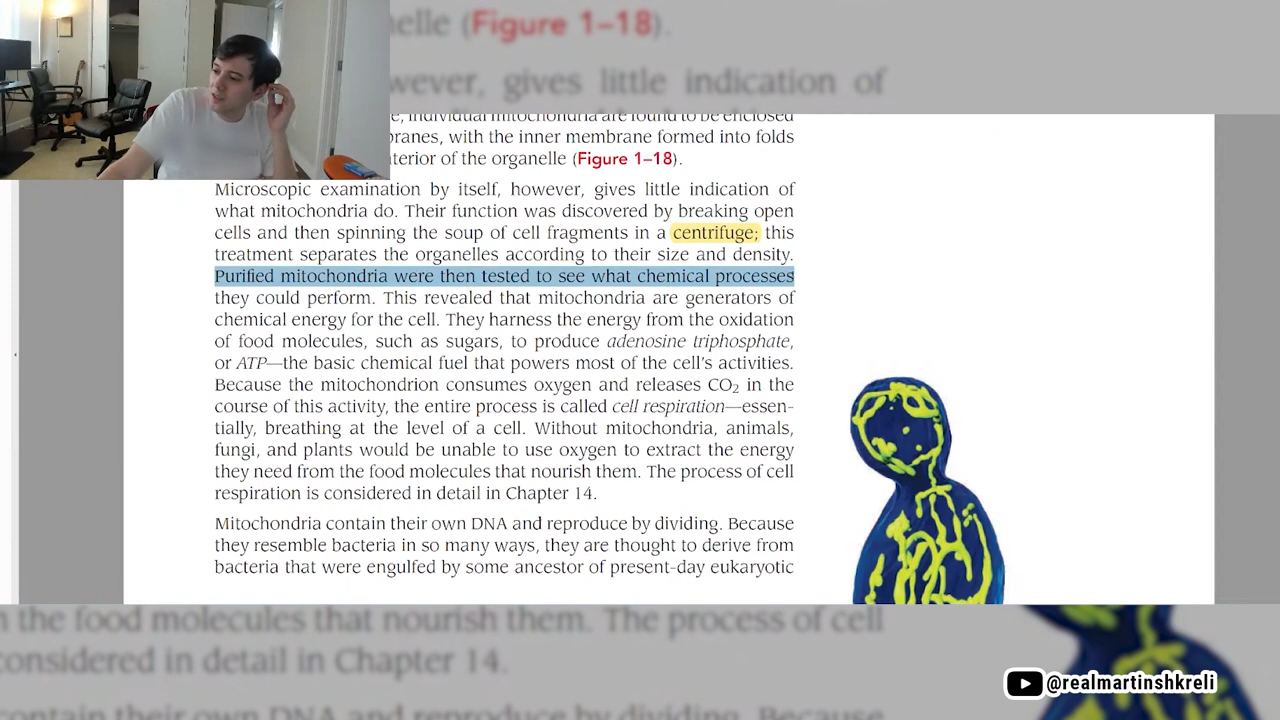 nelle (Figure 1–18).
wever, gives little indication of
e, individual mitochondria are found to be enclosed
branes, with the inner membrane formed into folds
nterior of the organelle (Figure 1–18).
Microscopic examination by itself, however, gives little indication of
what mitochondria do. Their function was discovered by breaking open
cells and then spinning the soup of cell fragments in a centrifuge; this
treatment separates the organelles according to their size and density.
Purified mitochondria were then tested to see what chemical processes
they could perform. This revealed that mitochondria are generators of
chemical energy for the cell. They harness the energy from the oxidation
of food molecules, such as sugars, to produce adenosine triphosphate,
or ATP—the basic chemical fuel that powers most of the cell's activities.
Because the mitochondrion consumes oxygen and releases CO₂ in the
course of this activity, the entire process is called cell respiration—essen-
tially, breathing at the level of a cell. Without mitochondria, animals,
fungi, and plants would be unable to use oxygen to extract the energy
they need from the food molecules that nourish them. The process of cell
respiration is considered in detail in Chapter 14.
Mitochondria contain their own DNA and reproduce by dividing. Because
they resemble bacteria in so many ways, they are thought to derive from
bacteria that were engulfed by some ancestor of present-day eukaryotic
n the food molecules that nourish them. The process of cell
considered in detail in Chapter 14.
@realmartinshkreli
contain their own DNA and reproduce by dividing. Because